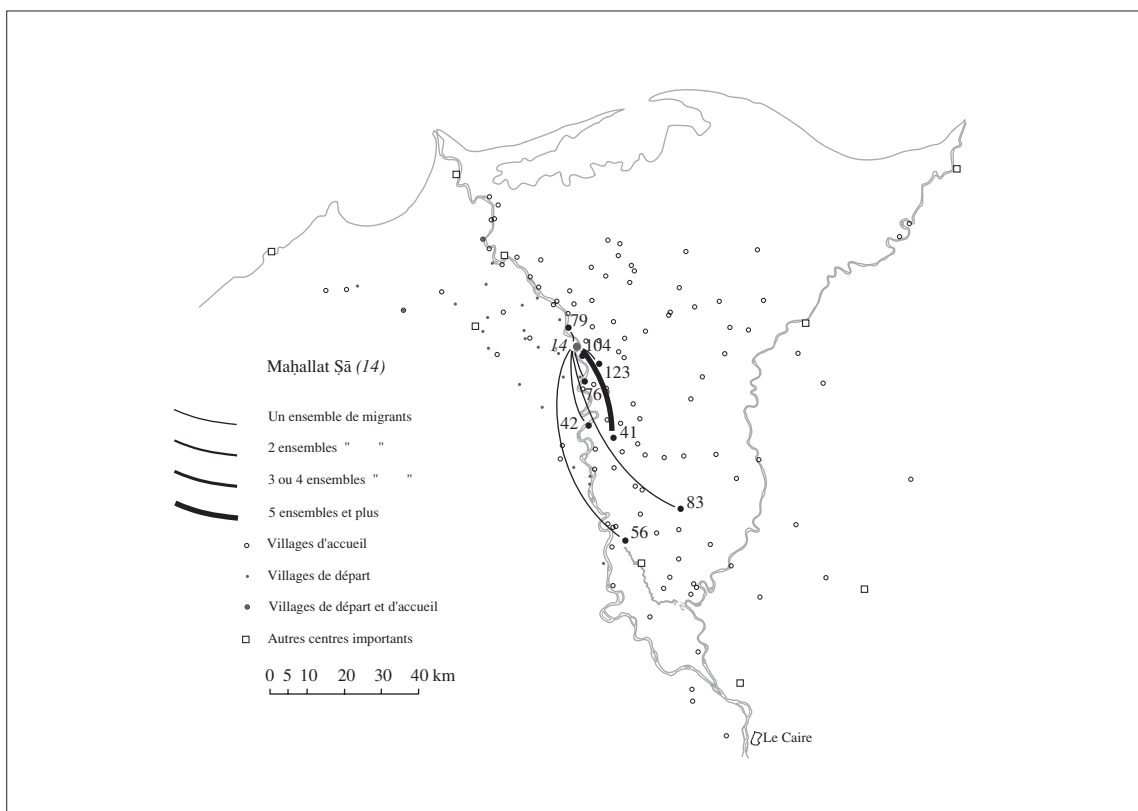 79
14
104
123
76
42
41
83
56
Maḥallat Ṣā (14)
Un ensemble de migrants
2 ensembles " "
3 ou 4 ensembles " "
5 ensembles et plus
Villages d'accueil
Villages de départ
Villages de départ et d'accueil
Autres centres importants
0 5 10 20 30 40 km
Le Caire